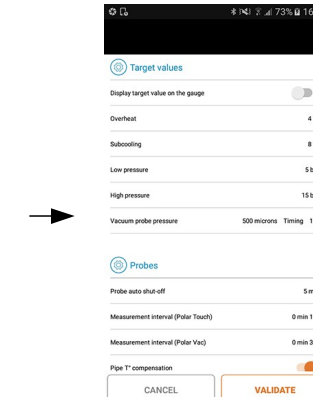 73% 16
Target values
Display target value on the gauge
Overheat 4
Subcooling 8
Low pressure 5 b
High pressure 15 b
Vacuum probe pressure 500 microns Timing 1
Probes
Probe auto shut-off 5 m
Measurement interval (Polar Touch) 0 min 1
Measurement interval (Polar Vac) 0 min 3
Pipe T° compensation
CANCEL VALIDATE